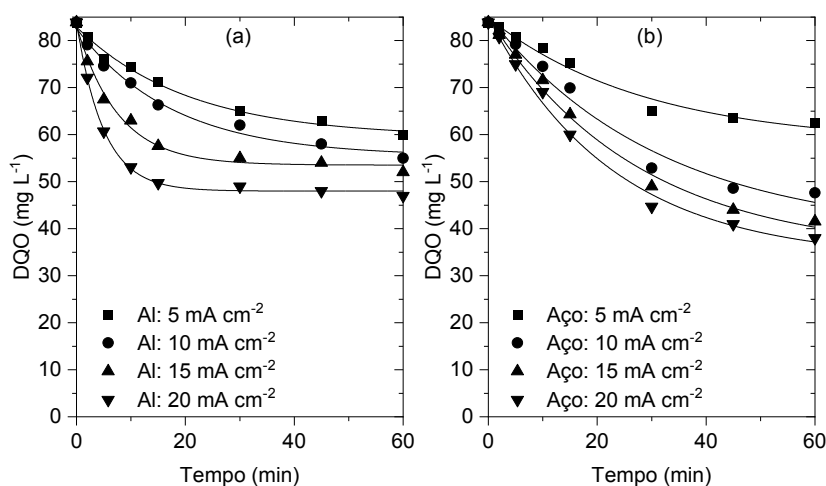 (a)
80
70
60
50
40
30
20
10
0
DQO (mg L⁻¹)
Al: 5 mA cm⁻²
Al: 10 mA cm⁻²
Al: 15 mA cm⁻²
Al: 20 mA cm⁻²
0 20 40 60
Tempo (min)
(b)
80
70
60
50
40
30
20
10
0
DQO (mg L⁻¹)
Aço: 5 mA cm⁻²
Aço: 10 mA cm⁻²
Aço: 15 mA cm⁻²
Aço: 20 mA cm⁻²
0 20 40 60
Tempo (min)